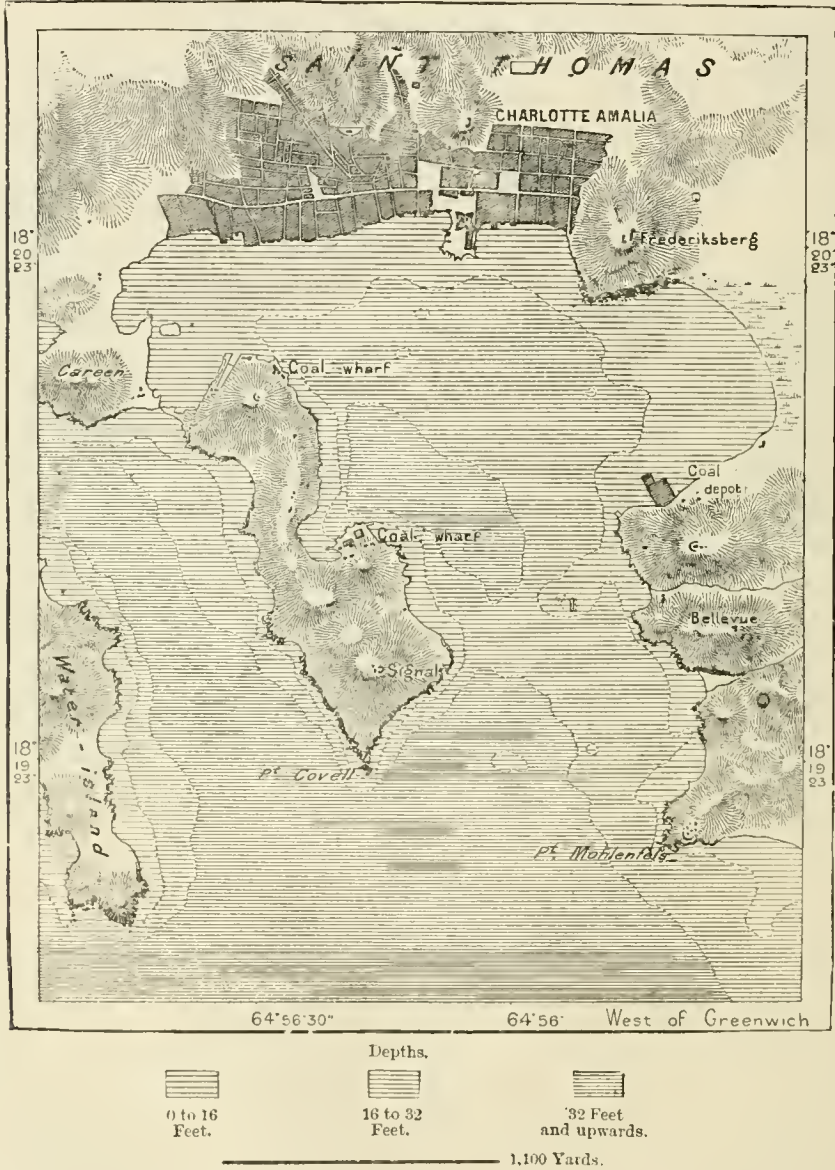 SAINT THOMAS
CHARLOTTE AMALIA
18°
20
23"
Frederiksberg
18°
20
23"
Careen
Coal wharf
Coal
depot
Coal wharf
Bellevue
Water-island
Signal
18°
19
23"
18°
19
23
Pt. Covell
Pt. Mohlenfels
64°56'30" 64°56' West of Greenwich
Depths.
0 to 16 16 to 32 32 Feet
Feet. Feet. and upwards.
1,100 Yards.